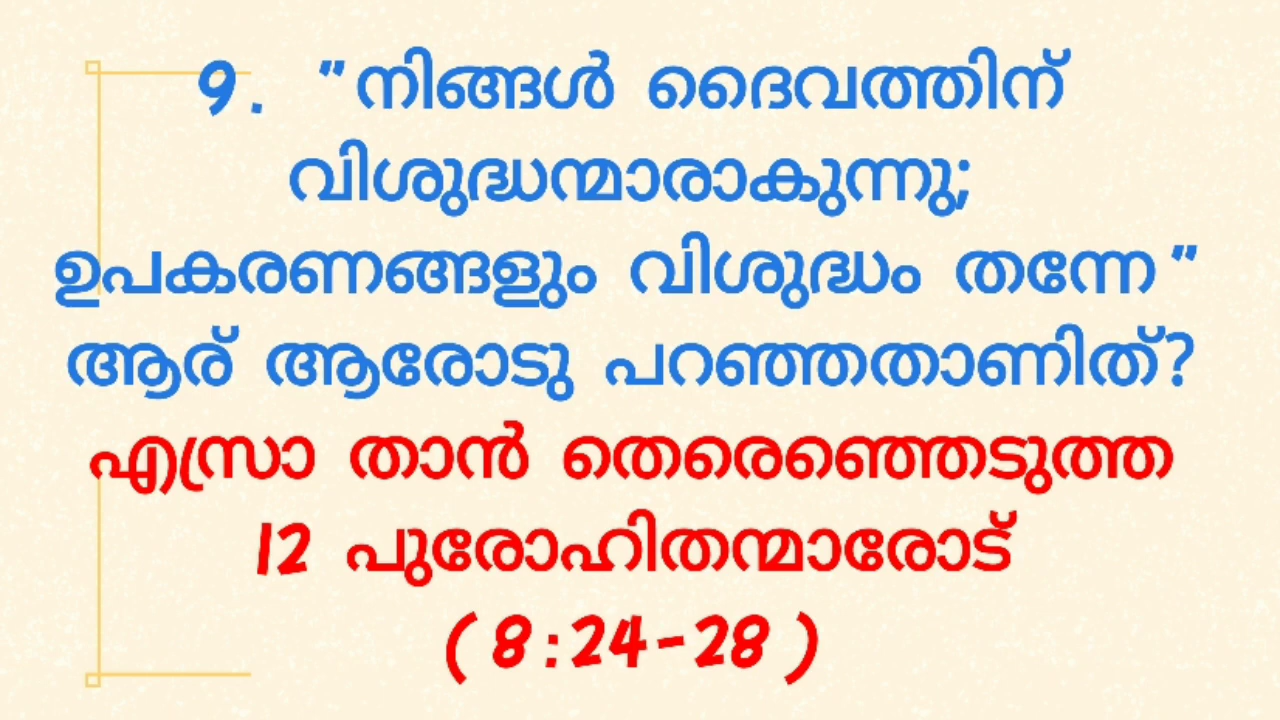 9. "നിങ്ങൾ ദൈവത്തിന്
വിശുദ്ധന്മാരാകുന്നു;
ഉപകരണങ്ങളും വിശുദ്ധം തന്നേ"
ആര് ആരോടു പറഞ്ഞതാണിത്?
എസ്രാ താൻ തെരെഞ്ഞെടുത്ത
12 പുരോഹിതന്മാരോട്
(8:24-28)